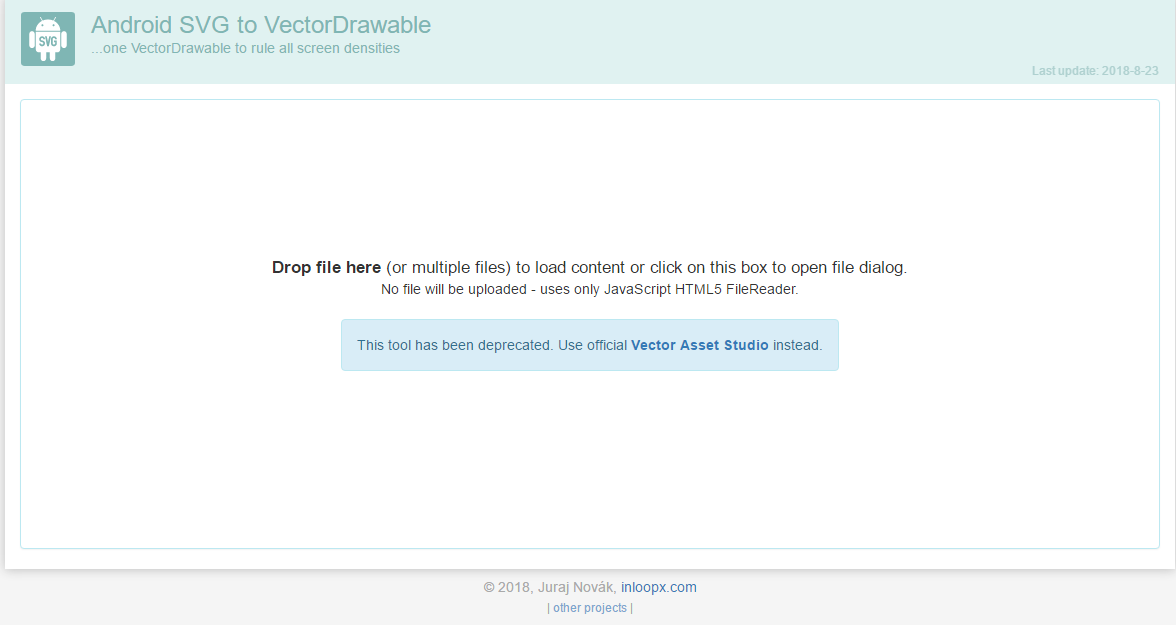 SVG
Android SVG to VectorDrawable
...one VectorDrawable to rule all screen densities
Last update: 2018-8-23
Drop file here (or multiple files) to load content or click on this box to open file dialog.
No file will be uploaded - uses only JavaScript HTML5 FileReader.
This tool has been deprecated. Use official Vector Asset Studio instead.
© 2018, Juraj Novák, inloopx.com
| other projects |